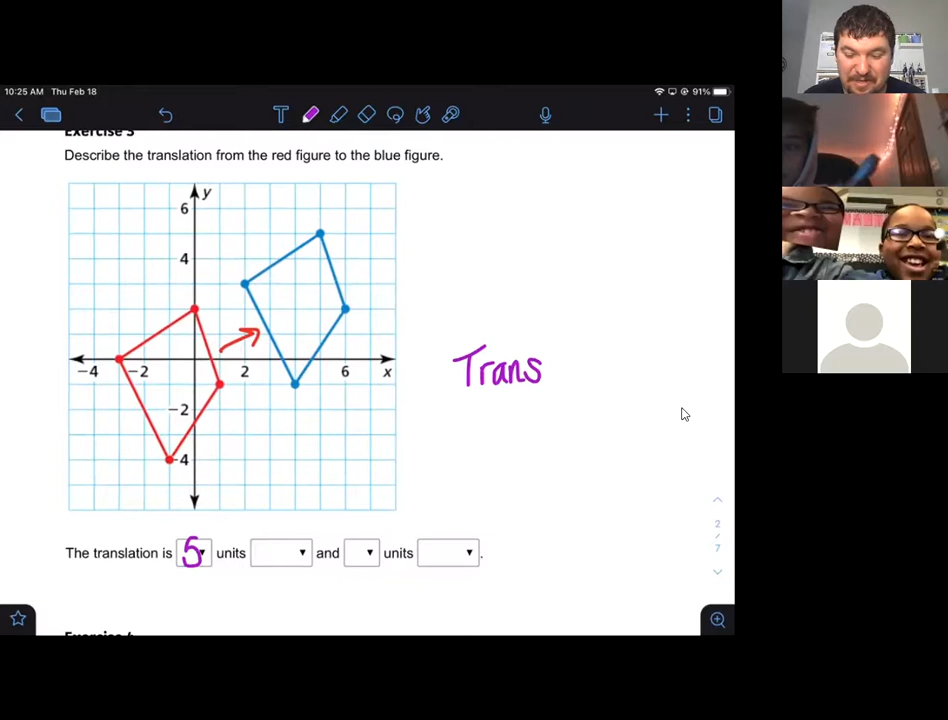 10:25 AM Thu Feb 18
91%
Exercise 3
Describe the translation from the red figure to the blue figure.
y
6
4
-4 -2 2 6 x
-2
-4
Trans
The translation is 5 units and units .
2
/
7